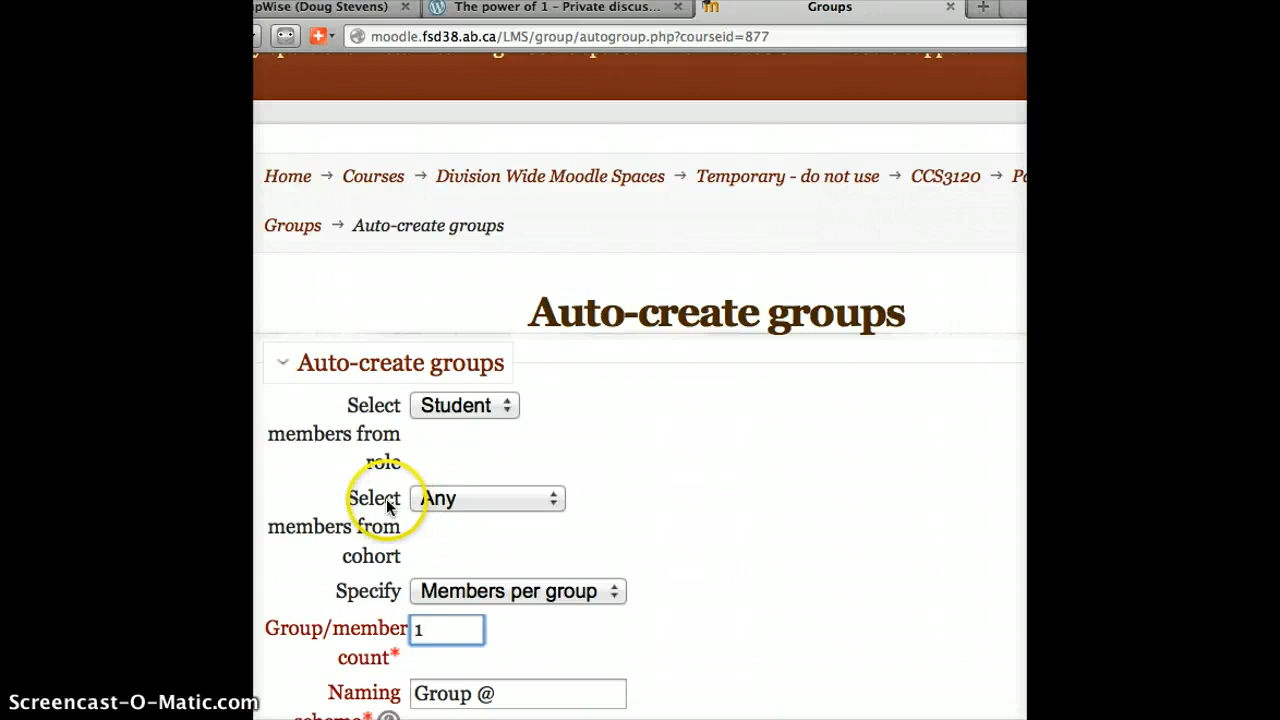 pWise (Doug Stevens)
The power of 1 – Private discus...
Groups
moodle.fsd38.ab.ca/LMS/group/autogroup.php?courseid=877
Home → Courses → Division Wide Moodle Spaces → Temporary - do not use → CCS3120 → Po
Groups → Auto-create groups
Auto-create groups
Auto-create groups
Select Student
members from
role
Select Any
members from
cohort
Specify Members per group
Group/member 1
count*
Naming Group @
scheme*
Screencast-O-Matic.com